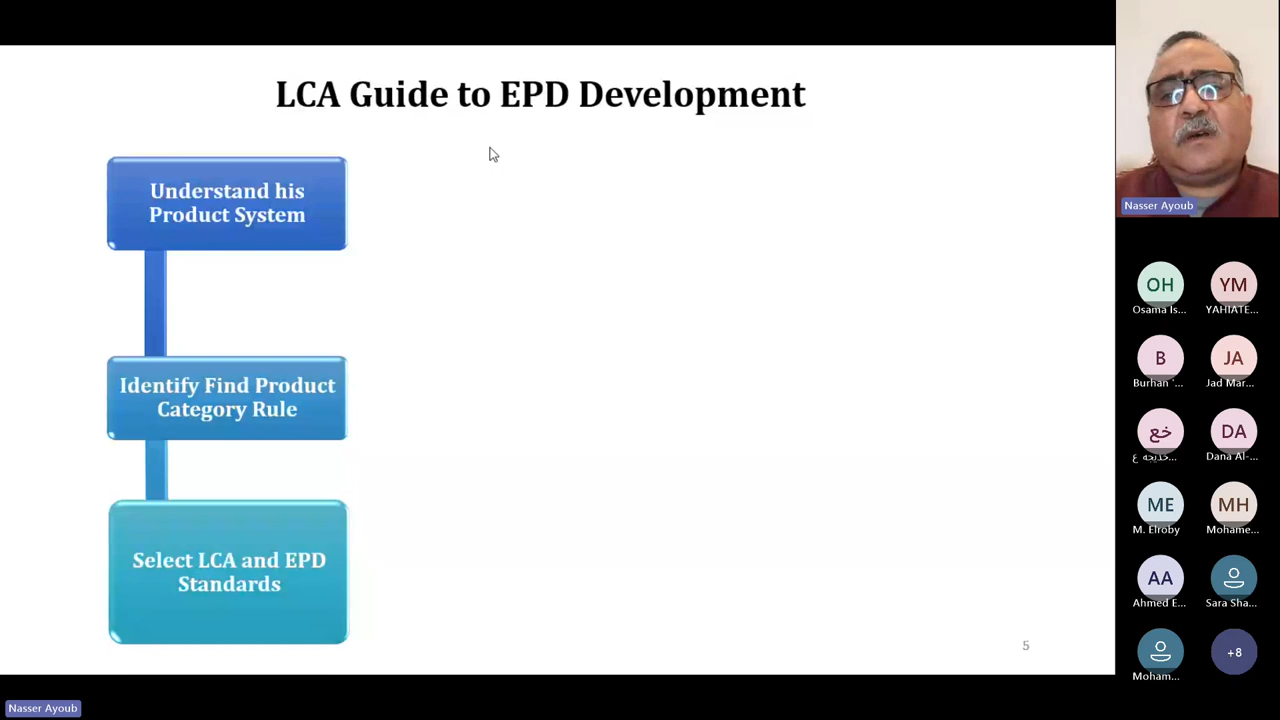 LCA Guide to EPD Development
Understand his
Product System
Identify Find Product
Category Rule
Select LCA and EPD
Standards
5
Nasser Ayoub
OH
YM
Osama Is...
YAHIATE...
B
JA
Burhan '...
Jad Mar...
خع
DA
خديجه ع...
Dana Al-...
ME
MH
M. Elroby
Mohame...
AA
Ahmed E...
Sara Sha...
+8
Moham...
Nasser Ayoub